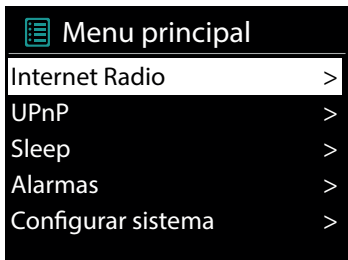 Menu principal
Internet Radio >
UPnP >
Sleep >
Alarmas >
Configurar sistema >